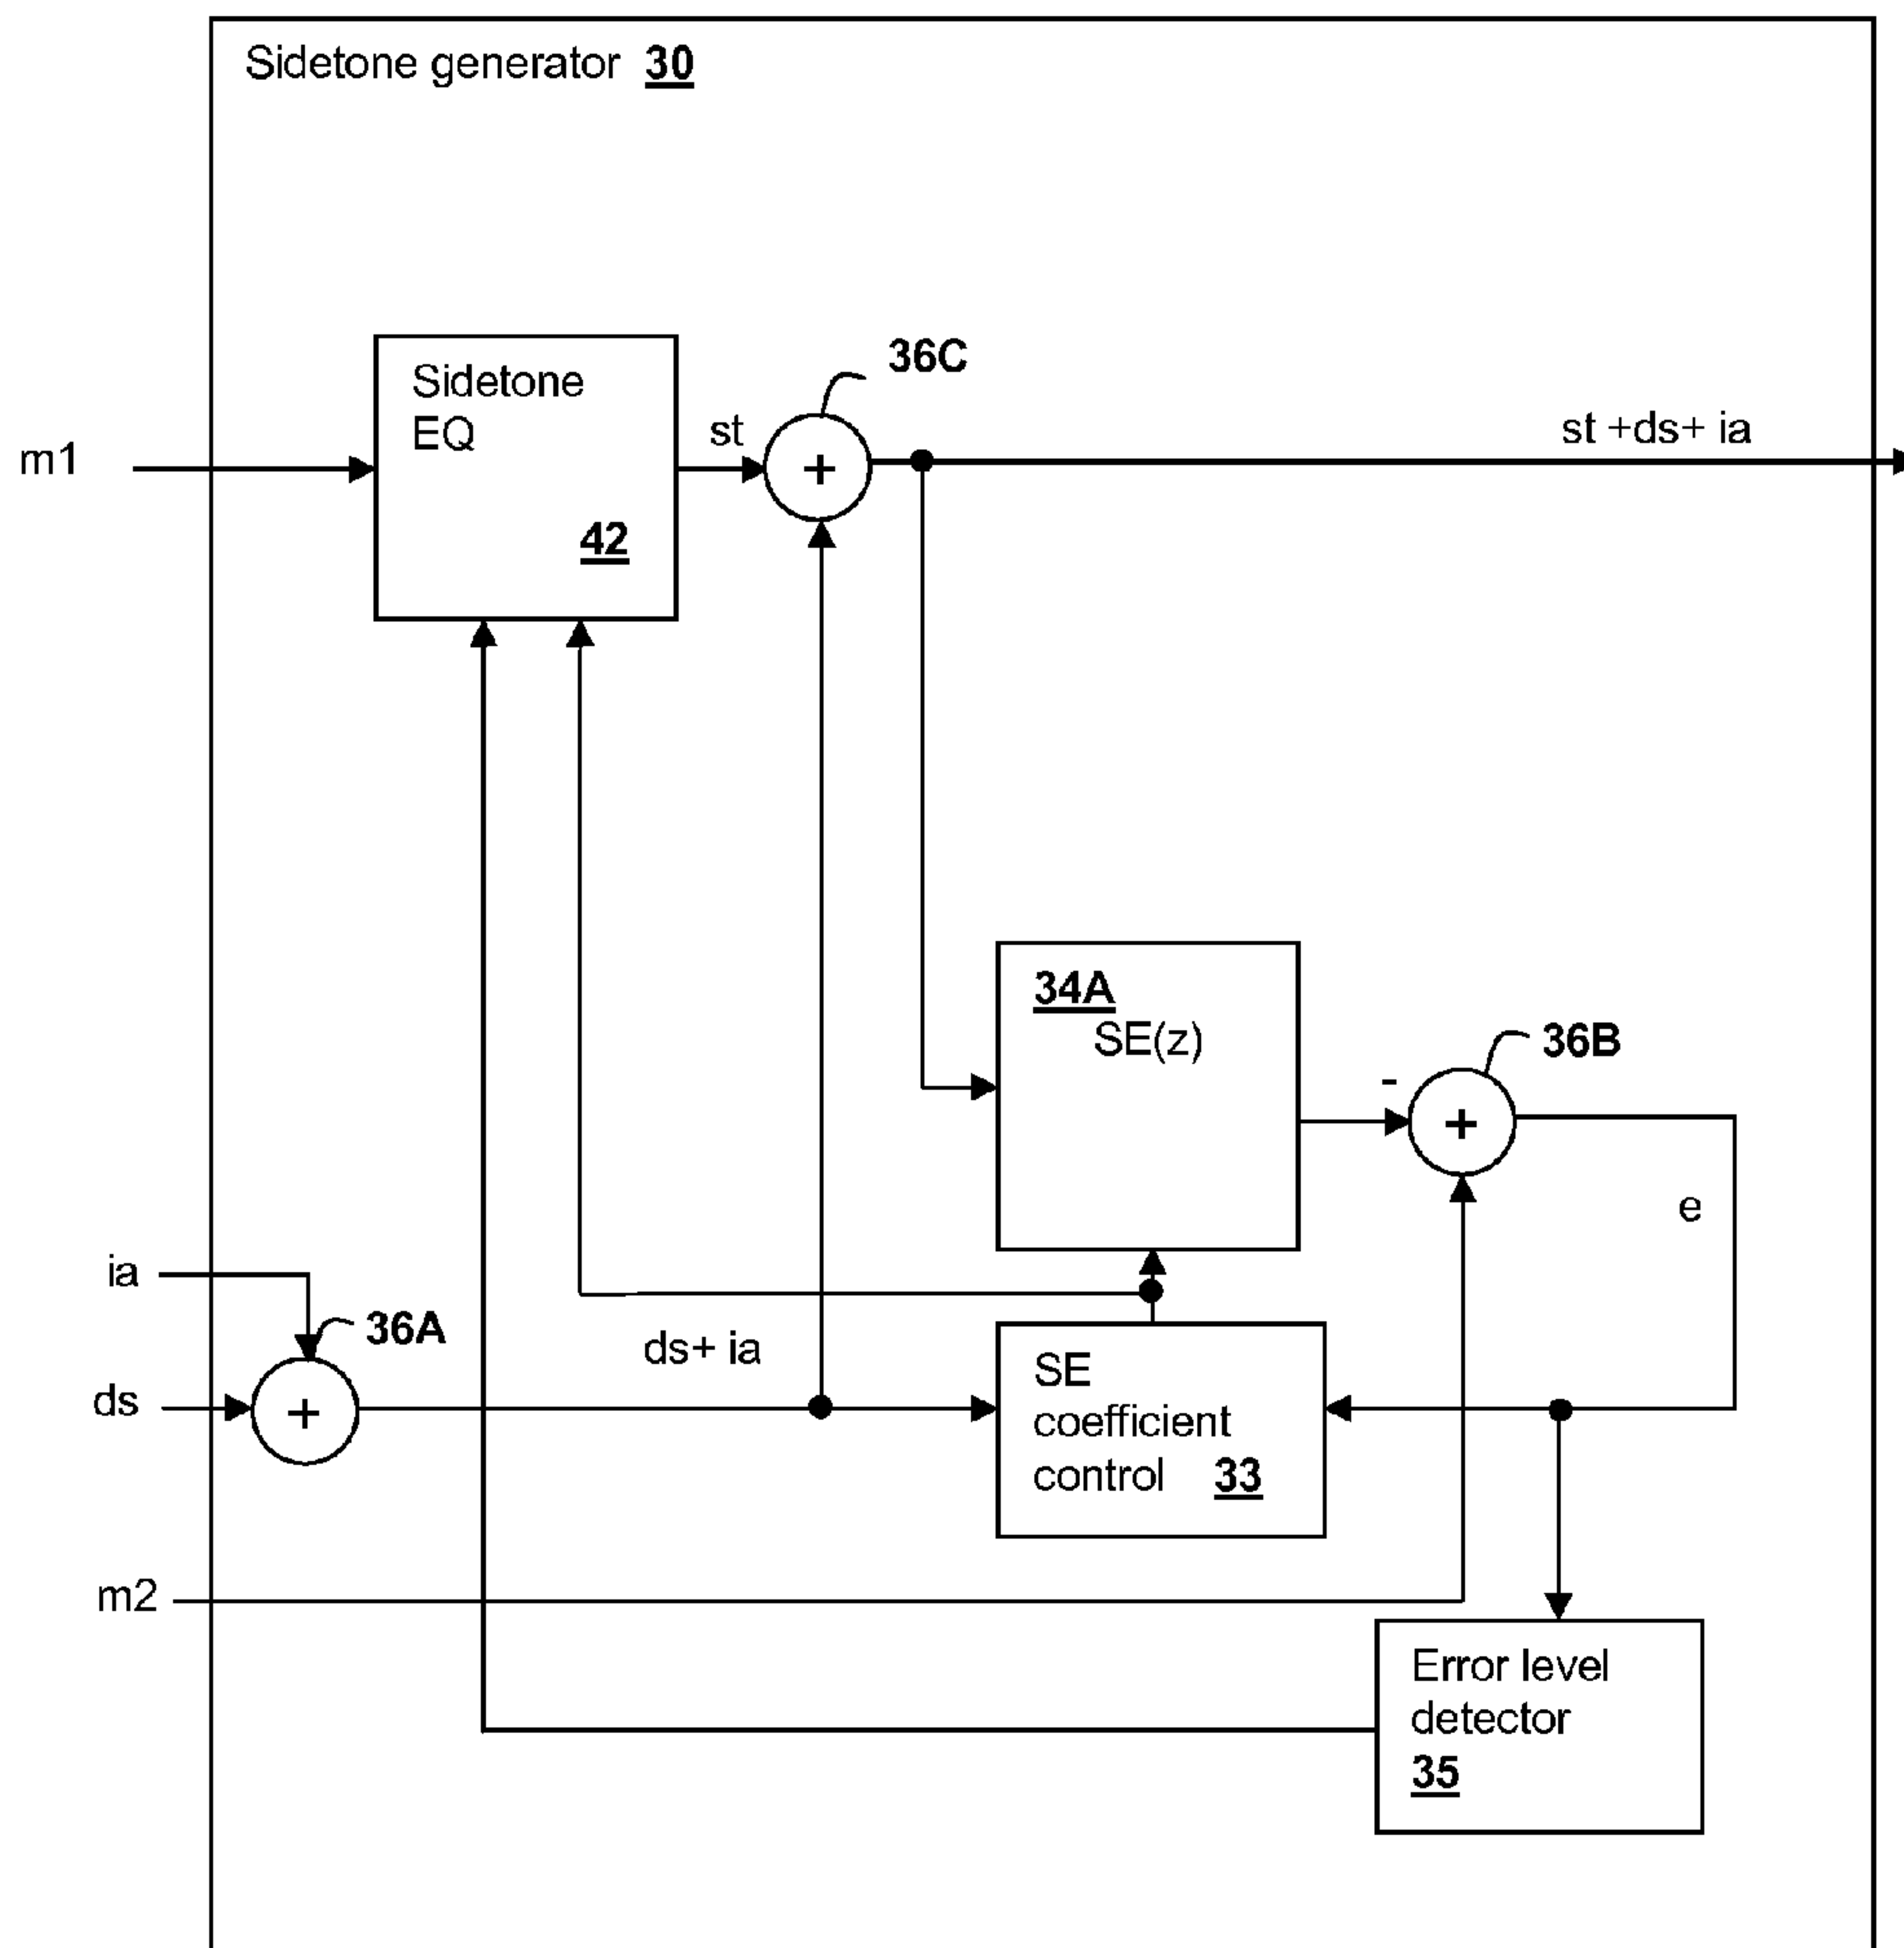 Sidetone generator 30
36C
Sidetone
EQ
42
st
st +ds+ ia
m1
+
34A
SE(z)
36B
-
+
e
ia
36A
ds+ ia
ds
+
SE
coefficient
control 33
m2
Error level
detector
35